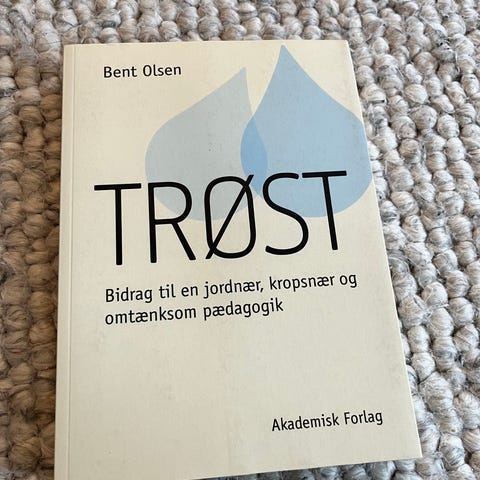 Bent Olsen
TRØST
Bidrag til en jordnær, kropsnær og
omtænksom pædagogik
Akademisk Forlag